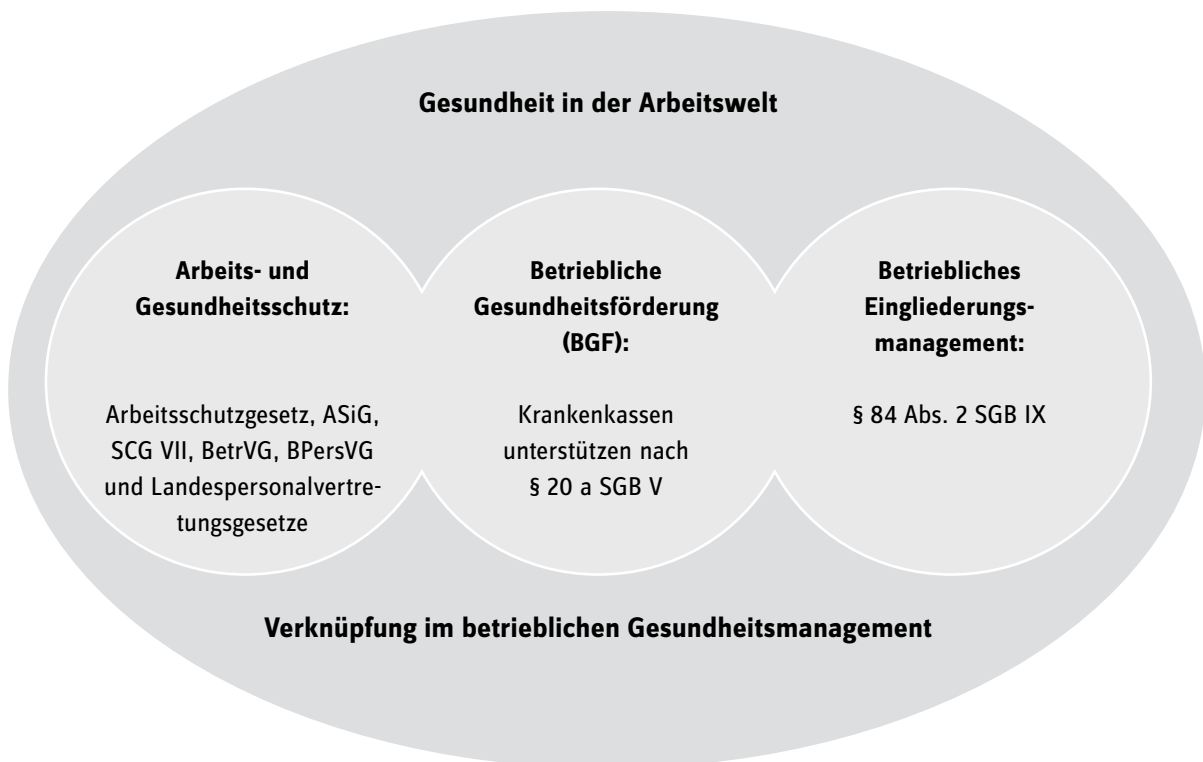 Gesundheit in der Arbeitswelt
Arbeits- und
Gesundheitsschutz:
Arbeitsschutzgesetz, ASiG,
SCG VII, BetrVG, BPersVG
und Landespersonalvertre-
tungsgesetze
Betriebliche
Gesundheitsförderung
(BGF):
Krankenkassen
unterstützen nach
§ 20 a SGB V
Betriebliches
Eingliederungs-
management:
§ 84 Abs. 2 SGB IX
Verknüpfung im betrieblichen Gesundheitsmanagement